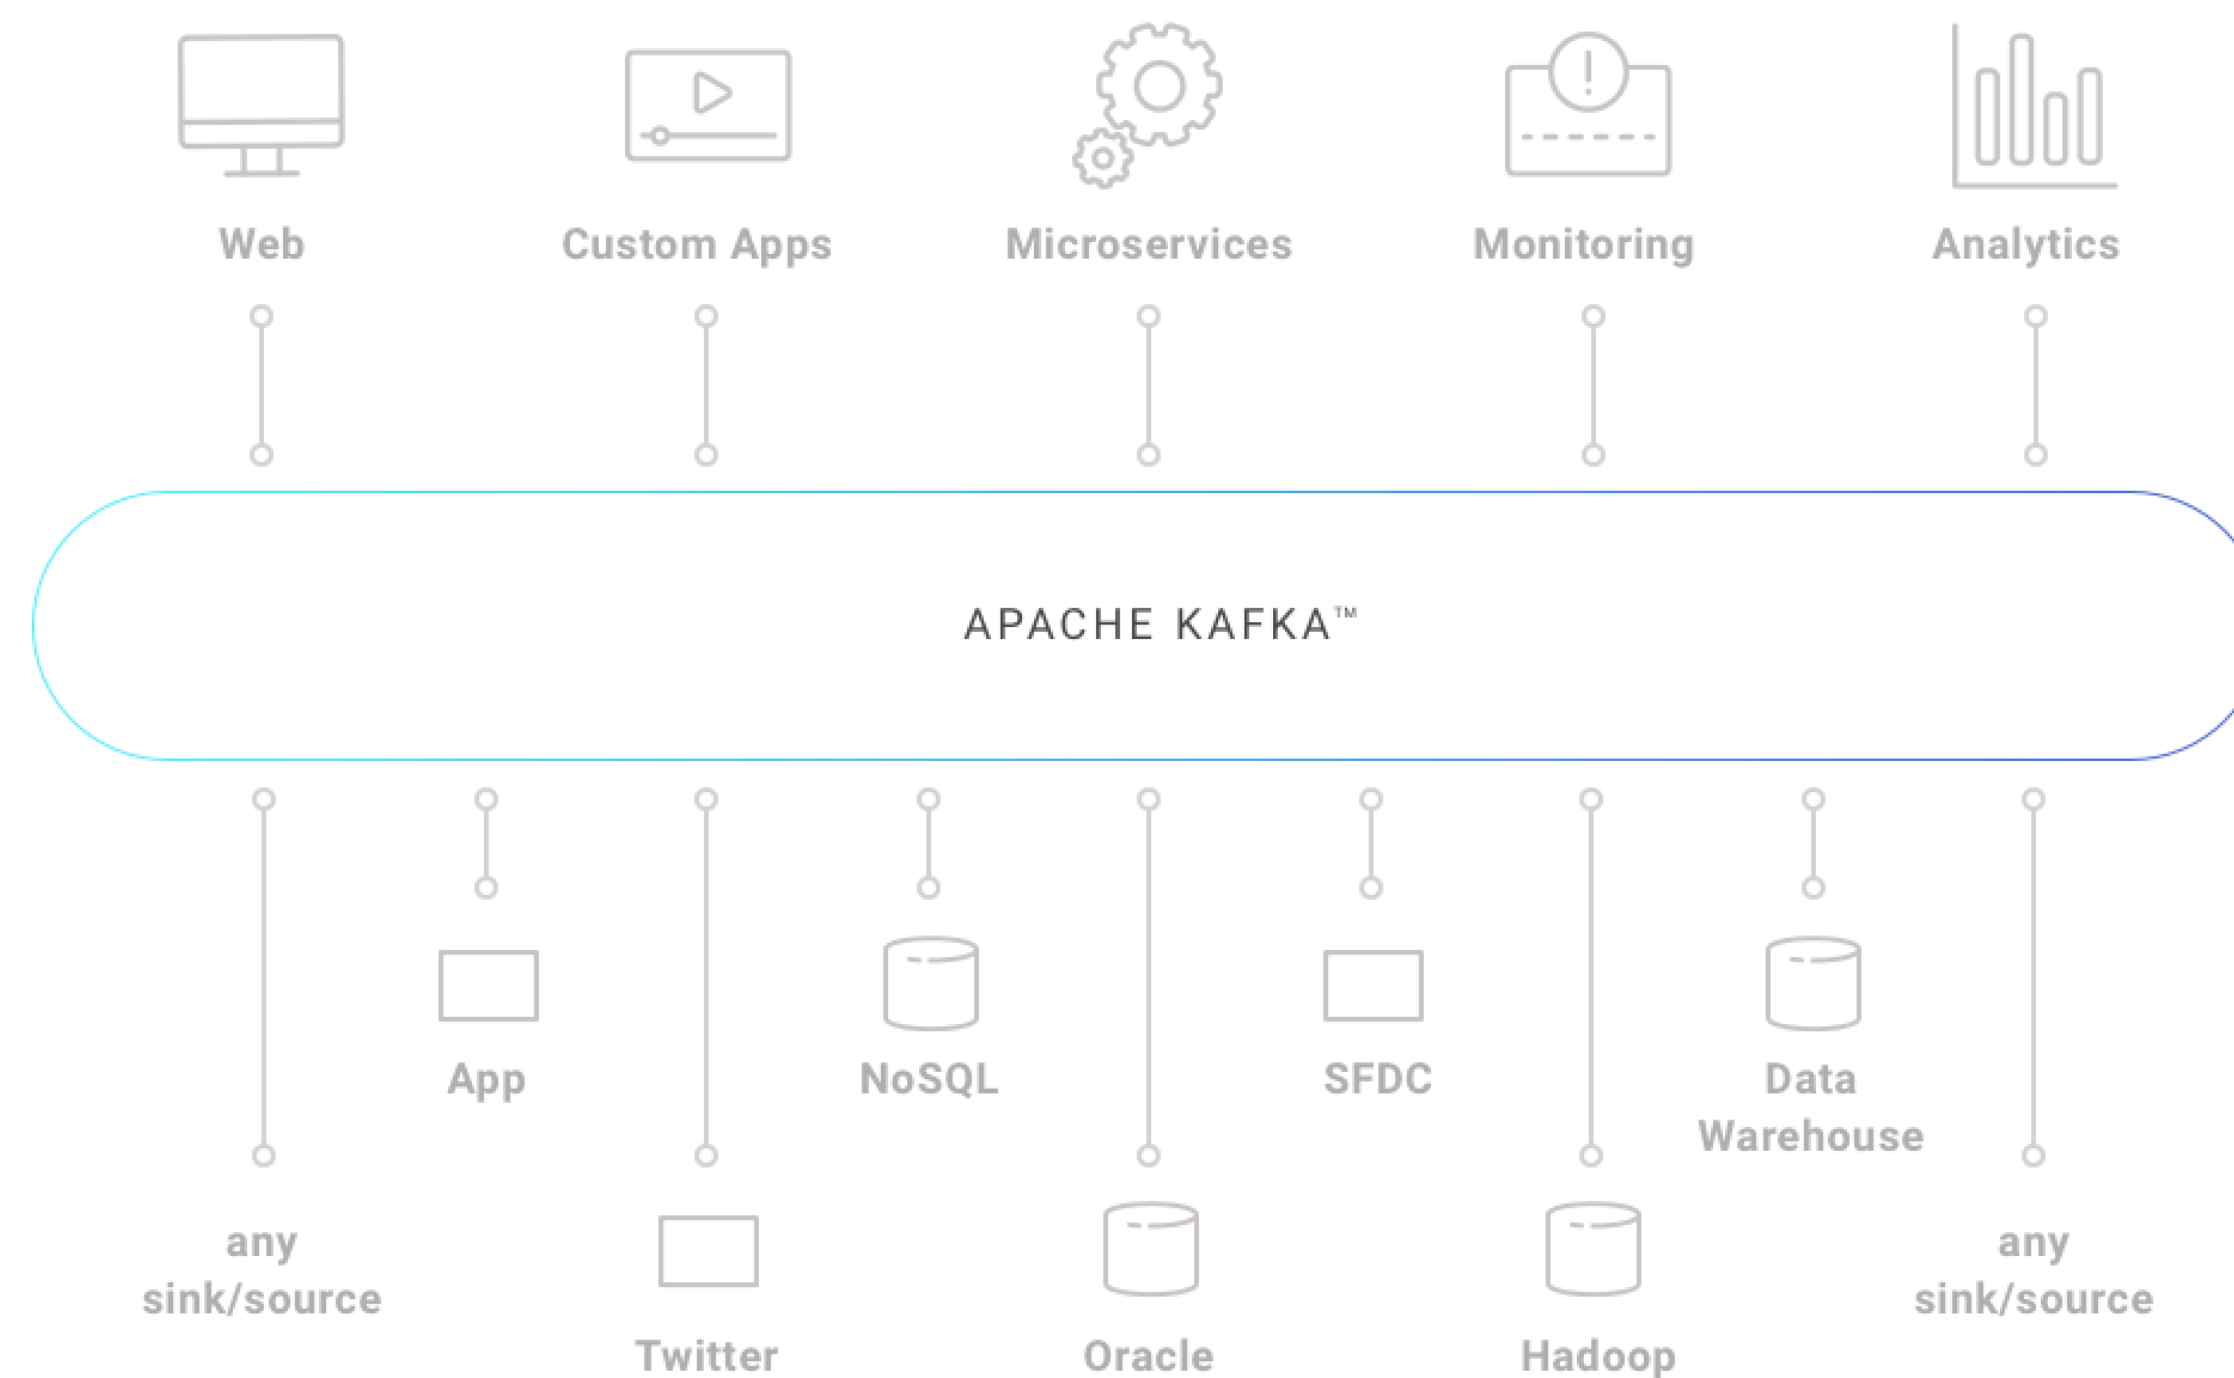 Web
Custom Apps
Microservices
Monitoring
Analytics
APACHE KAFKA™
App
NoSQL
SFDC
Data
Warehouse
any
sink/source
Twitter
Oracle
Hadoop
any
sink/source